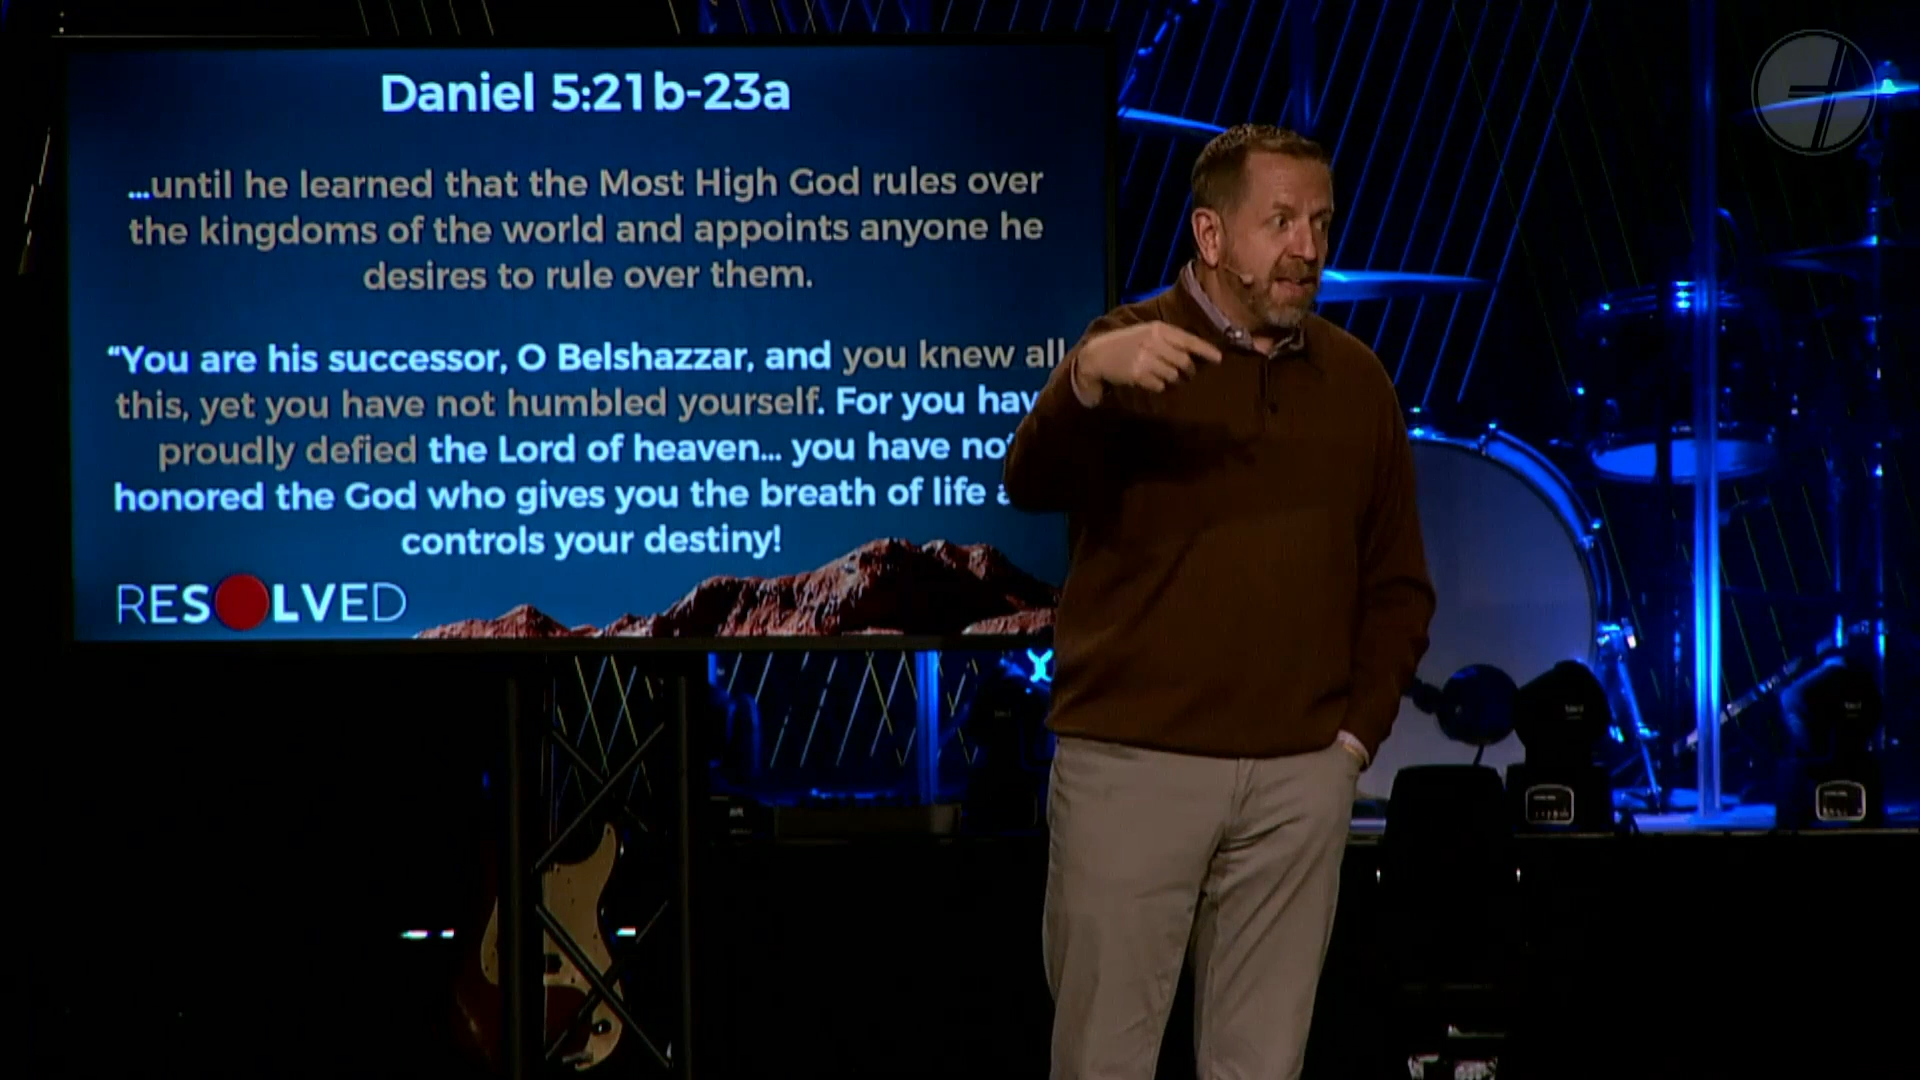 Daniel 5:21b-23a
...until he learned that the Most High God rules over
the kingdoms of the world and appoints anyone he
desires to rule over them.
“You are his successor, O Belshazzar, and you knew all
this, yet you have not humbled yourself. For you hav
proudly defied the Lord of heaven... you have not
honored the God who gives you the breath of life a
controls your destiny!
RESOLVED